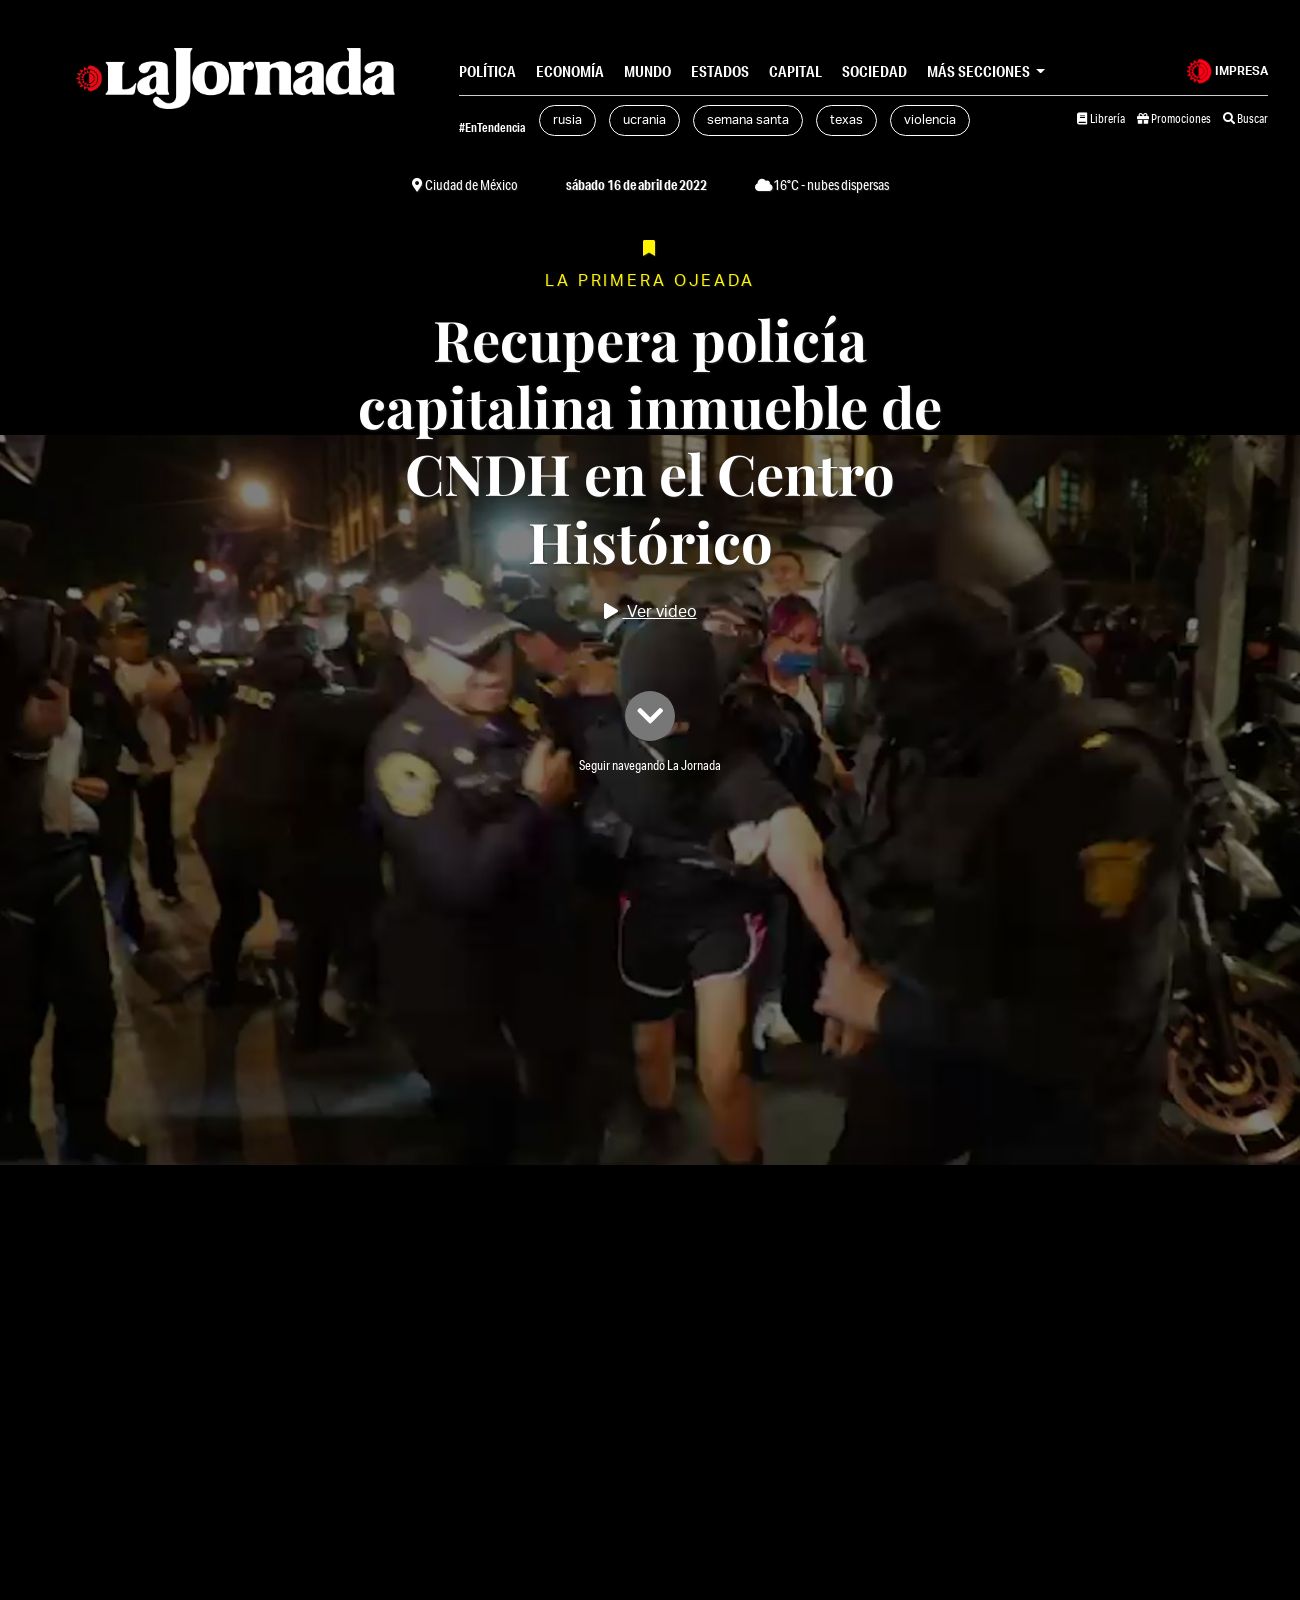 LaJornada
POLÍTICA ECONOMÍA MUNDO ESTADOS CAPITAL SOCIEDAD MÁS SECCIONES
IMPRESA
#EnTendencia rusia ucrania semana santa texas violencia
Librería Promociones Buscar
Ciudad de México sábado 16 de abril de 2022 16°C - nubes dispersas
LA PRIMERA OJEADA
Recupera policía
capitalina inmueble de
CNDH en el Centro
Histórico
Ver video
Seguir navegando La Jornada